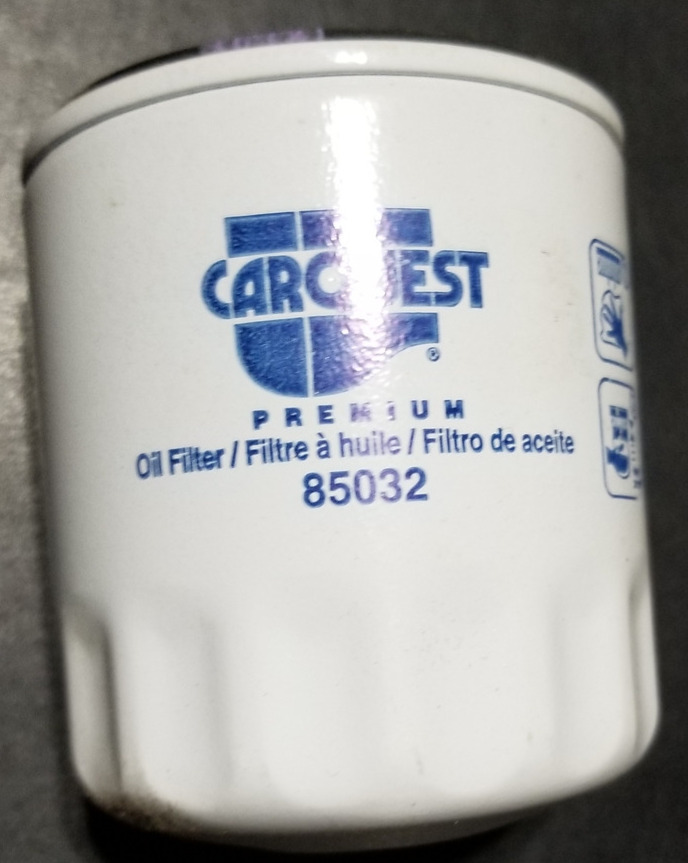 CARQUEST
®
PREMIUM
Oil Filter / Filtre à huile / Filtro de aceite
85032